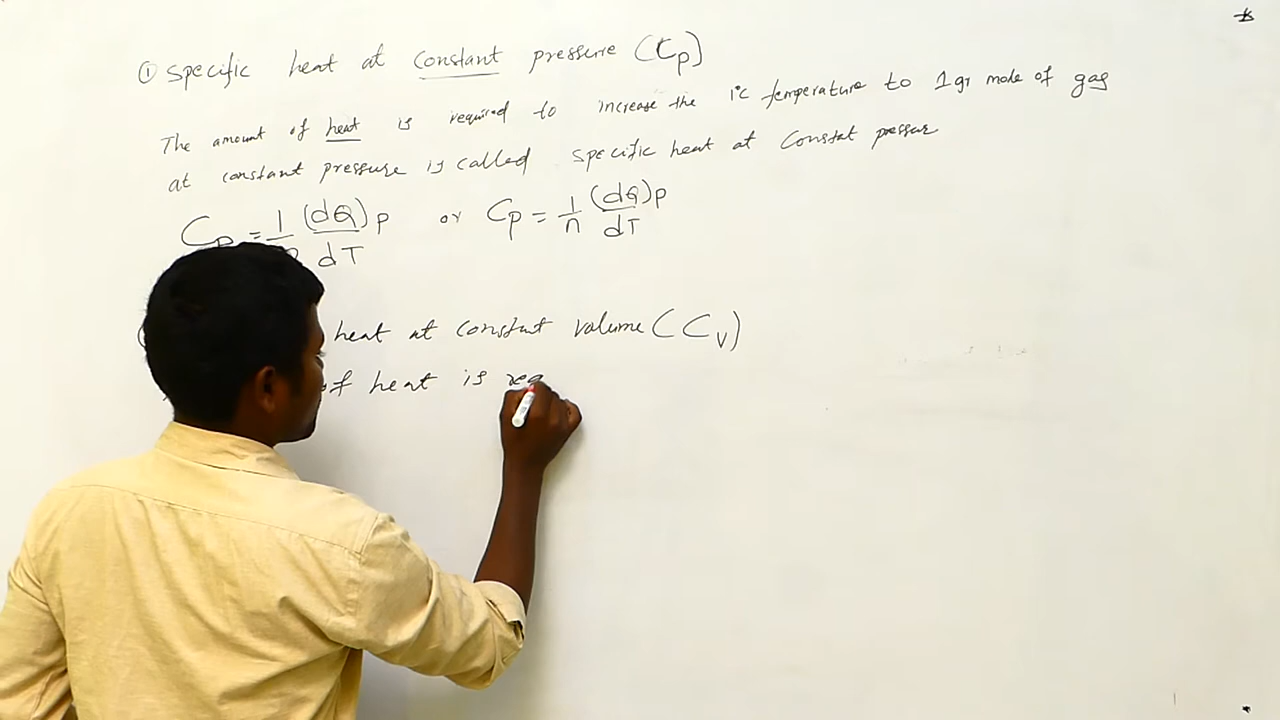 ① Specific heat at constant pressure (Cp)
The amount of heat is required to increase the 1°c temperature to 1gr mole of gas
at constant pressure is called specific heat at constat pressur
Cp = 1 (dQ)p / dT or Cp = 1/n (dQ)p / dT
heat at constant volume (Cv)
of heat is req